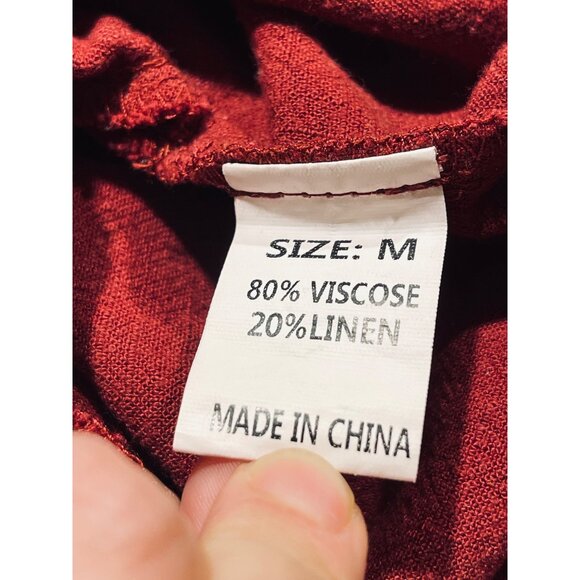 SIZE: M
80% VISCOSE
20%LINEN
MADE IN CHINA